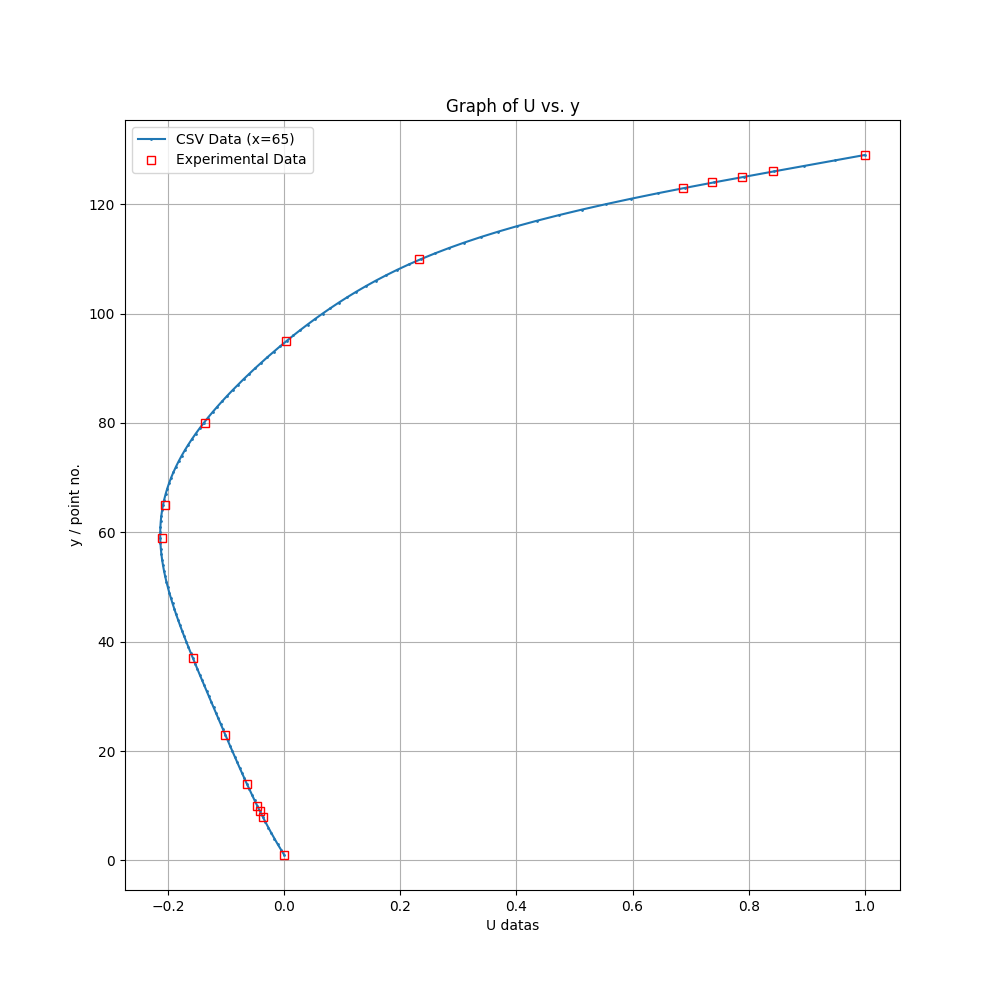 Graph of U vs. y
CSV Data (x=65)
Experimental Data
120
100
80
60
40
20
0
y / point no.
−0.2 0.0 0.2 0.4 0.6 0.8 1.0
U datas